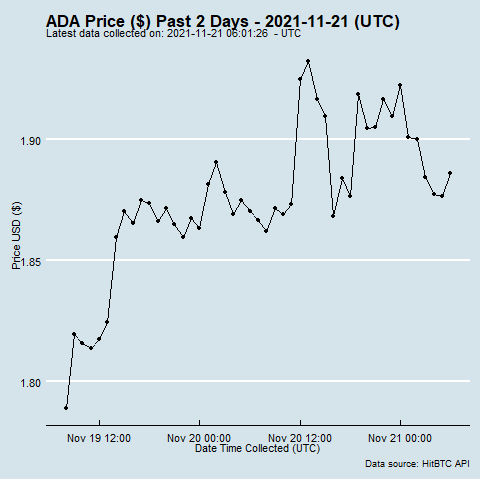 ADA Price ($) Past 2 Days - 2021-11-21 (UTC)
Latest data collected on: 2021-11-21 06:01:26 - UTC
Price USD ($)
1.90
1.85
1.80
Nov 19 12:00 Nov 20 00:00 Nov 20 12:00 Nov 21 00:00
Date Time Collected (UTC)
Data source: HitBTC API